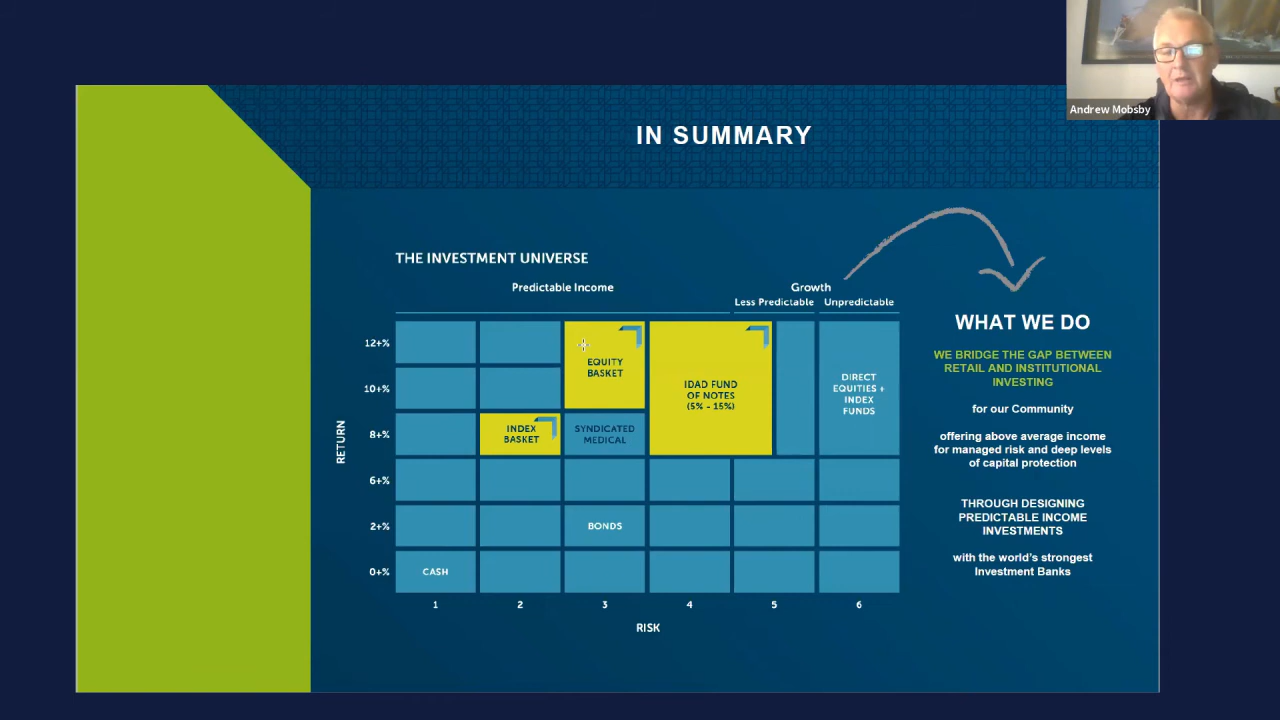 Andrew Mobsby
IN SUMMARY
THE INVESTMENT UNIVERSE
Predictable Income
Growth
Less Predictable
Unpredictable
RETURN
12+%
10+%
8+%
6+%
2+%
0+%
EQUITY
BASKET
IDAD FUND
OF NOTES
(5% - 15%)
DIRECT
EQUITIES +
INDEX
FUNDS
INDEX
BASKET
SYNDICATED
MEDICAL
BONDS
CASH
1
2
3
4
5
6
RISK
WHAT WE DO
WE BRIDGE THE GAP BETWEEN
RETAIL AND INSTITUTIONAL
INVESTING
for our Community
offering above average income
for managed risk and deep levels
of capital protection
THROUGH DESIGNING
PREDICTABLE INCOME
INVESTMENTS
with the world's strongest
Investment Banks